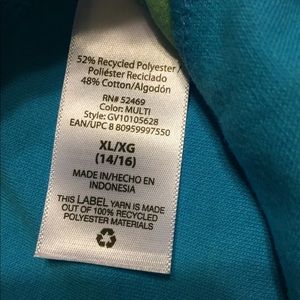 52% Recycled Polyester /
Poliéster Reciclado
48% Cotton/Algodón
RN# 52469
Color: MULTI
Style: GV10105628
EAN/UPC 8 80959997550
XL/XG
(14/16)
MADE IN/HECHO EN
INDONESIA
THIS LABEL YARN IS MADE
OUT OF 100% RECYCLED
POLYESTER MATERIALS